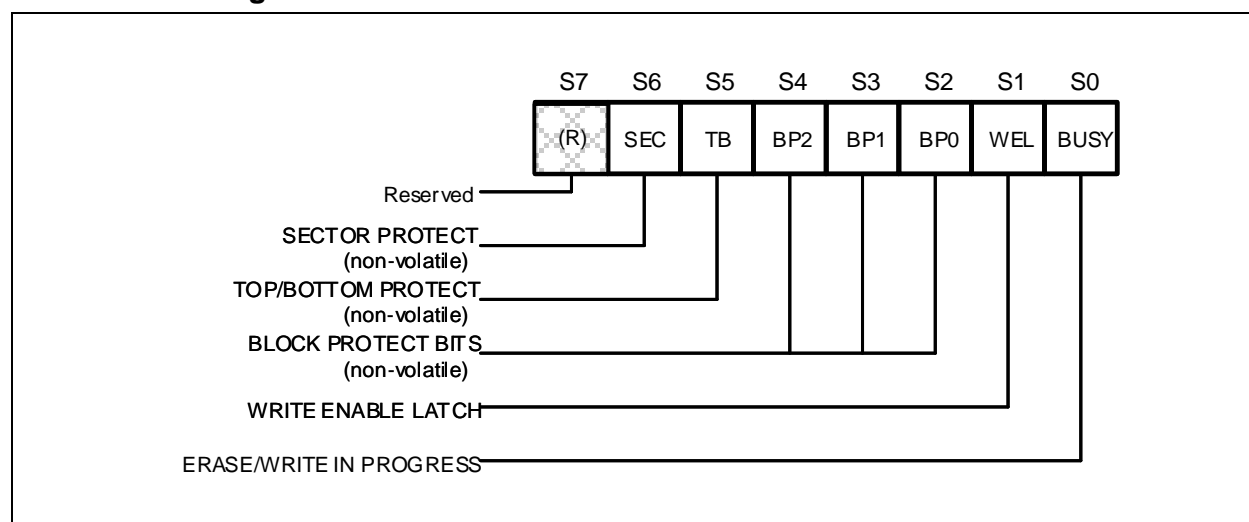 S7 S6 S5 S4 S3 S2 S1 S0
(R) SEC TB BP2 BP1 BP0 WEL BUSY
Reserved
SECTOR PROTECT
(non-volatile)
TOP/BOTTOM PROTECT
(non-volatile)
BLOCK PROTECT BITS
(non-volatile)
WRITE ENABLE LATCH
ERASE/WRITE IN PROGRESS